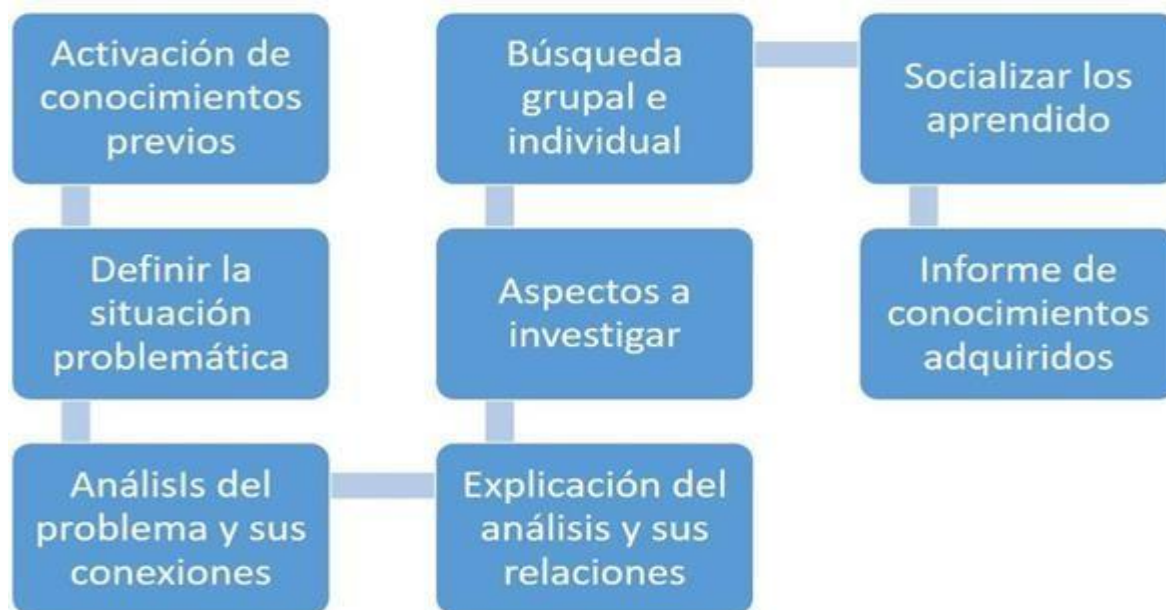 Activación de
conocimientos
previos
Definir la
situación
problemática
AnálisIs del
problema y sus
conexiones
Explicación del
análisis y sus
relaciones
Aspectos a
investigar
Búsqueda
grupal e
individual
Socializar los
aprendido
Informe de
conocimientos
adquiridos